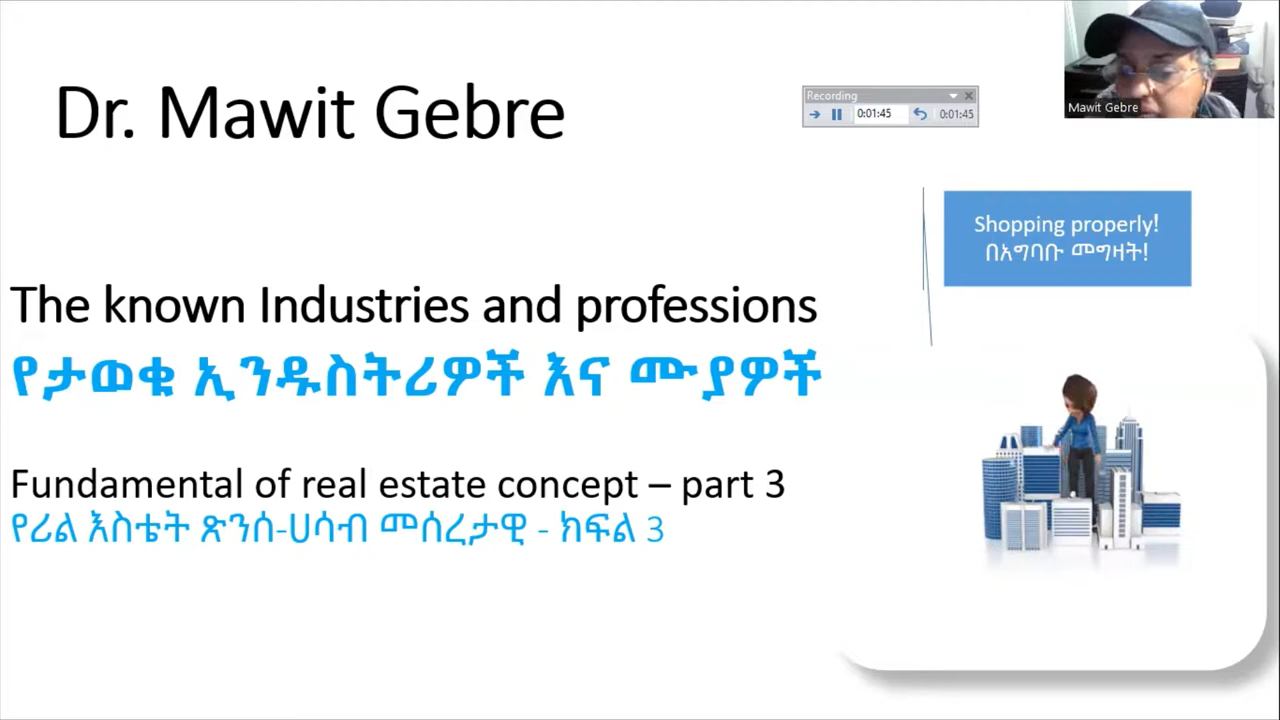 Dr. Mawit Gebre
Recording
0:01:45
0:01:45
Mawit Gebre
Shopping properly!
በአግባቡ መግዛት!
The known Industries and professions
የታወቁ ኢንዱስትሪዎች እና ሙያዎች
Fundamental of real estate concept – part 3
የሪል እስቴት ጽንሰ-ሀሳብ መሰረታዊ - ክፍል 3